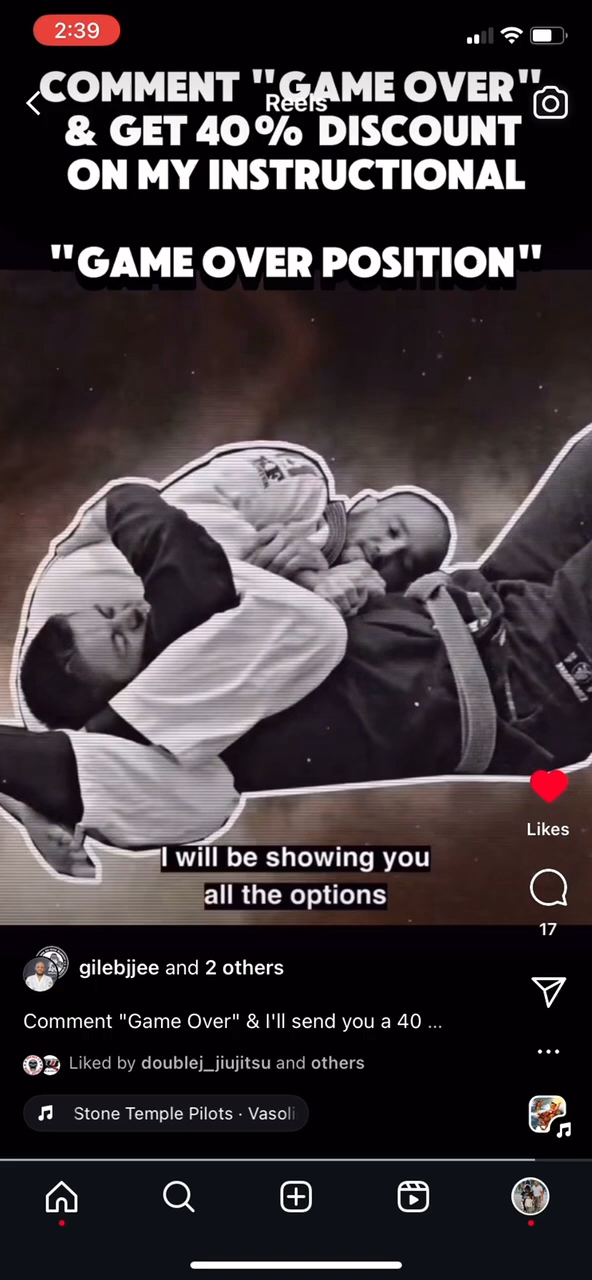 2:39
COMMENT "GAME OVER"
Reels
& GET 40% DISCOUNT
ON MY INSTRUCTIONAL
"GAME OVER POSITION"
I will be showing you
all the options
Likes
17
gilebjjee and 2 others
Comment "Game Over" & I'll send you a 40 ...
Liked by doublej_jiujitsu and others
Stone Temple Pilots · Vasoli